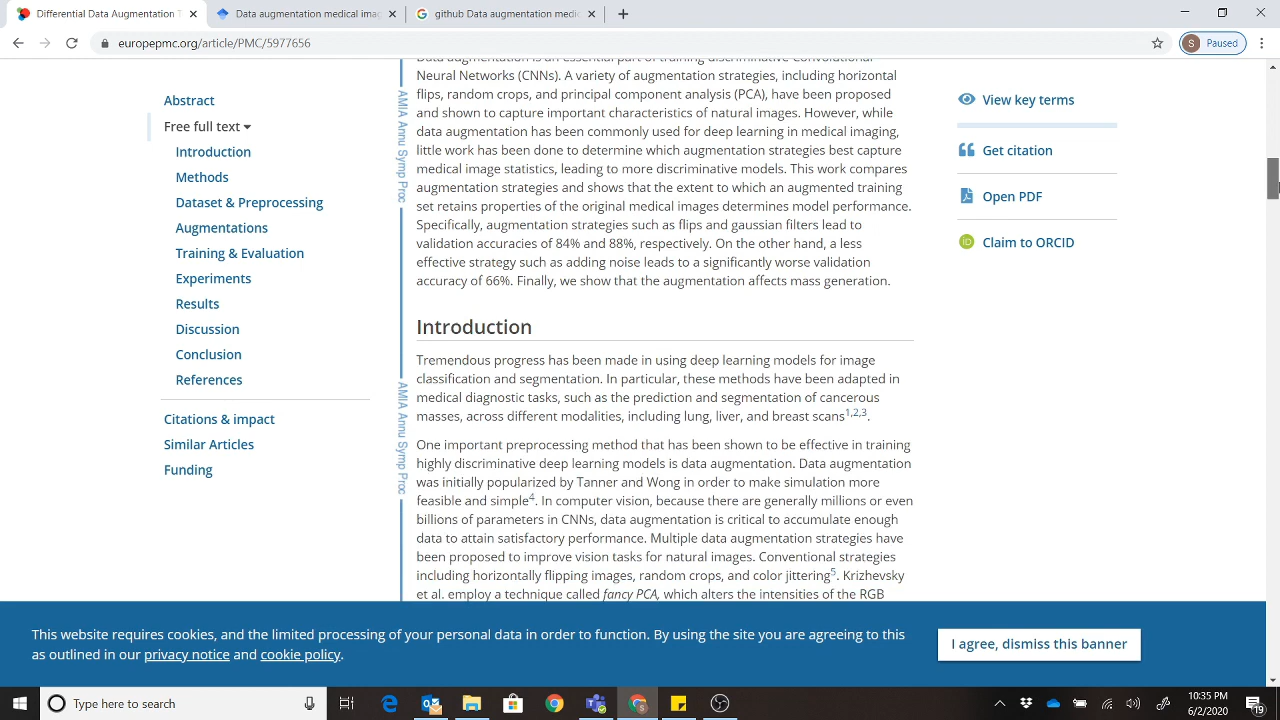 Differential Data Augmentation T
Data augmentation medical imag
github Data augmentation medic
europepmc.org/article/PMC/5977656
S Paused
Abstract
Free full text
Introduction
Methods
Dataset & Preprocessing
Augmentations
Training & Evaluation
Experiments
Results
Discussion
Conclusion
References
Citations & impact
Similar Articles
Funding
AMIA Annu Symp Proc
AMIA Annu Symp Proc
Data augmentation is an essential part of training discriminative Convolutional
Neural Networks (CNNs). A variety of augmentation strategies, including horizontal
flips, random crops, and principal component analysis (PCA), have been proposed
and shown to capture important characteristics of natural images. However, while
data augmentation has been commonly used for deep learning in medical imaging,
little work has been done to determine which augmentation strategies best capture
medical image statistics, leading to more discriminative models. This work compares
augmentation strategies and shows that the extent to which an augmented training
set retains properties of the original medical images determines model performance.
Specifically, augmentation strategies such as flips and gaussian filters lead to
validation accuracies of 84% and 88%, respectively. On the other hand, a less
effective strategy such as adding noise leads to a significantly worse validation
accuracy of 66%. Finally, we show that the augmentation affects mass generation.
Introduction
Tremendous progress has been made in using deep learning models for image
classification and segmentation. In particular, these methods have been adapted in
medical diagnostic tasks, such as the prediction and segmentation of cancerous
masses, across different modalities, including lung, liver, and breast scans1,2,3.
One important preprocessing method that has been shown to be effective in training
highly discriminative deep learning models is data augmentation. Data augmentation
was initially popularized by Tanner and Wong in order to make simulation more
feasible and simple4. In computer vision, because there are generally millions or even
billions of parameters in CNNs, data augmentation is critical to accumulate enough
data to attain satisfactory performance. Multiple data augmentation strategies have
been proposed to improve vision tasks for natural images. Conventional strategies
including horizontally flipping images, random crops, and color jittering5. Krizhevsky
et al. employ a technique called fancy PCA, which alters the intensities of the RGB
View key terms
Get citation
Open PDF
Claim to ORCID
This website requires cookies, and the limited processing of your personal data in order to function. By using the site you are agreeing to this
as outlined in our privacy notice and cookie policy.
I agree, dismiss this banner
Type here to search
10:35 PM
6/2/2020
19